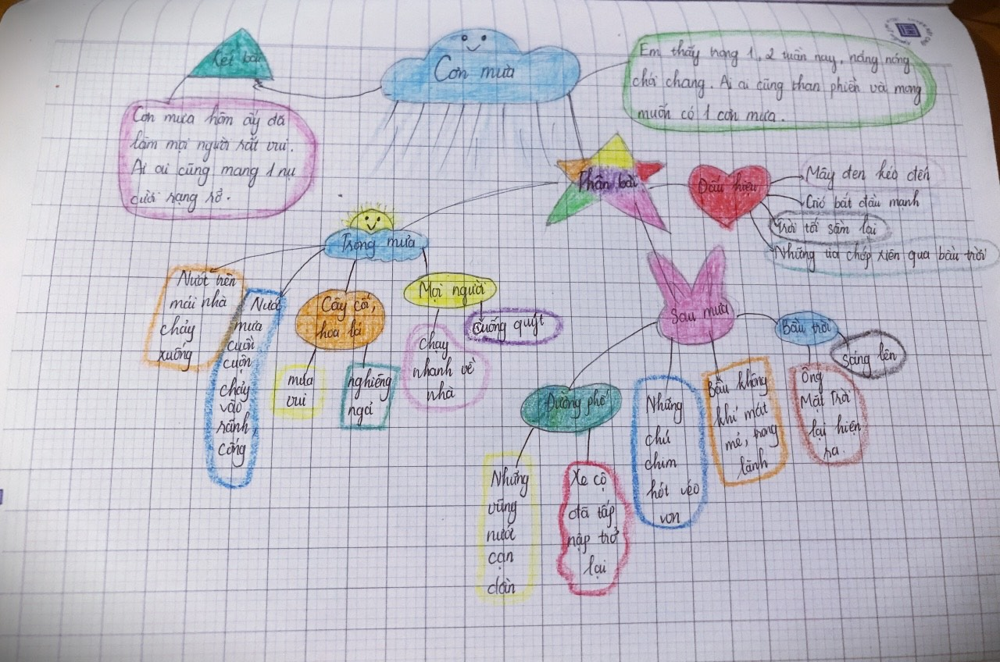 Kết bài
Cơn mưa
Em thấy rằng 1, 2 tuần nay, nắng nóng
chói chang. Ai ai cũng than phiền và mong
muốn có 1 cơn mưa.
Cơn mưa hôm ấy đã
làm mọi người rất vui.
Ai ai cũng mang 1 nụ
cười rạng rỡ.
Thân bài
Dấu hiệu
Mây đen kéo đến
Gió bắt đầu mạnh
Trời tối sầm lại
Những tia chớp xiên qua bầu trời
Trong mưa
Nước trên
mái nhà
chảy
xuống
Nước
mưa
cuồn
cuộn
chảy
vào
rãnh,
cống
Cây cối,
hoa lá
múa
vui
nghiêng
ngả
Mọi người
chạy
nhanh về
nhà
cuống quýt
Sau mưa
Đường phố
Những
vũng
nước
cạn
dần
Xe cộ
đã tấp
nập trở
lại
Những
chú
chim
hót véo
von
Bầu không
khí mát
mẻ, trong
lành
Bầu trời
Ông
Mặt Trời
lại hiện
ra.
sáng lên